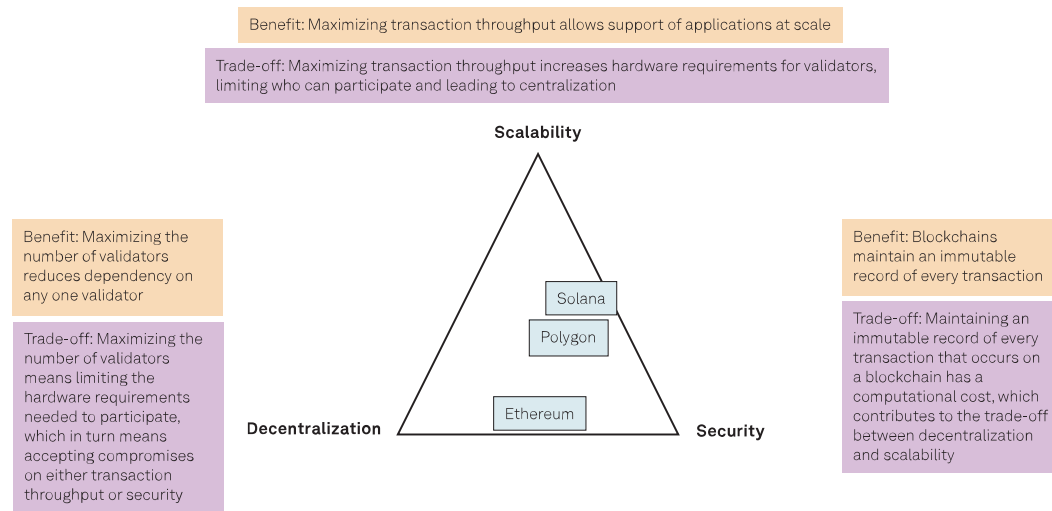 Benefit: Maximizing transaction throughput allows support of applications at scale
Trade-off: Maximizing transaction throughput increases hardware requirements for validators,
limiting who can participate and leading to centralization
Scalability
Benefit: Maximizing the
number of validators
reduces dependency on
any one validator
Trade-off: Maximizing the
number of validators
means limiting the
hardware requirements
needed to participate,
which in turn means
accepting compromises
on either transaction
throughput or security
Solana
Polygon
Ethereum
Decentralization
Security
Benefit: Blockchains
maintain an immutable
record of every transaction
Trade-off: Maintaining an
immutable record of every
transaction that occurs on
a blockchain has a
computational cost, which
contributes to the trade-off
between decentralization
and scalability